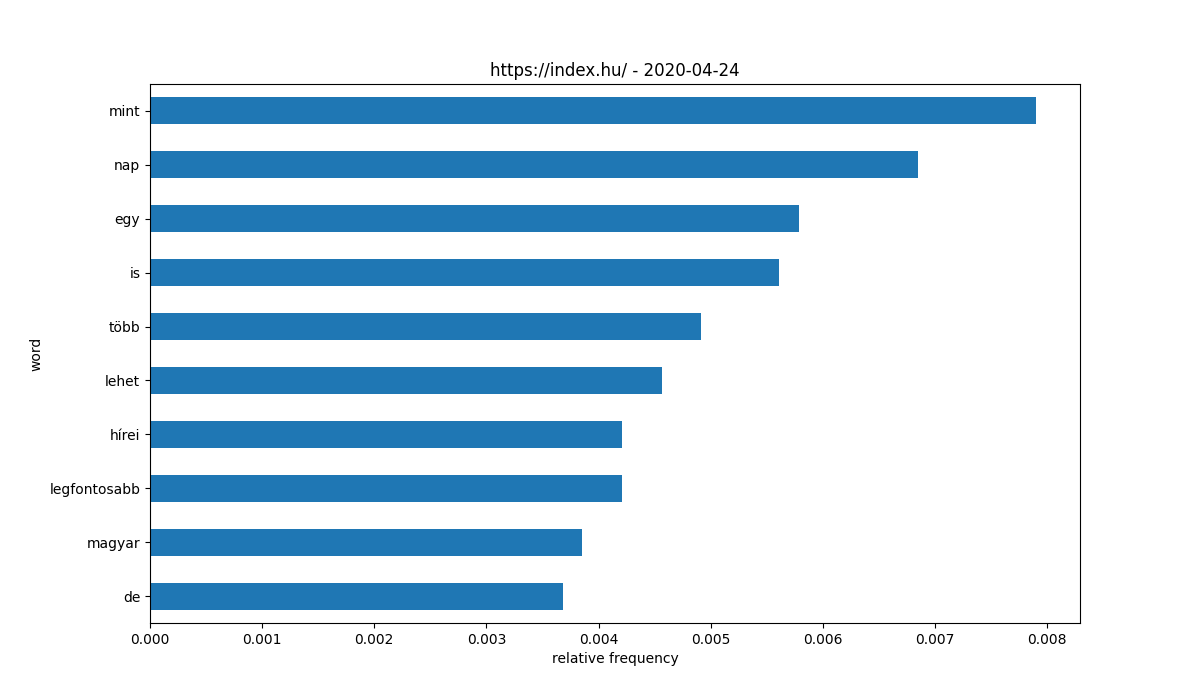 https://index.hu/ - 2020-04-24
mint
nap
egy
is
több
lehet
hírei
legfontosabb
magyar
de
word
0.000 0.001 0.002 0.003 0.004 0.005 0.006 0.007 0.008
relative frequency